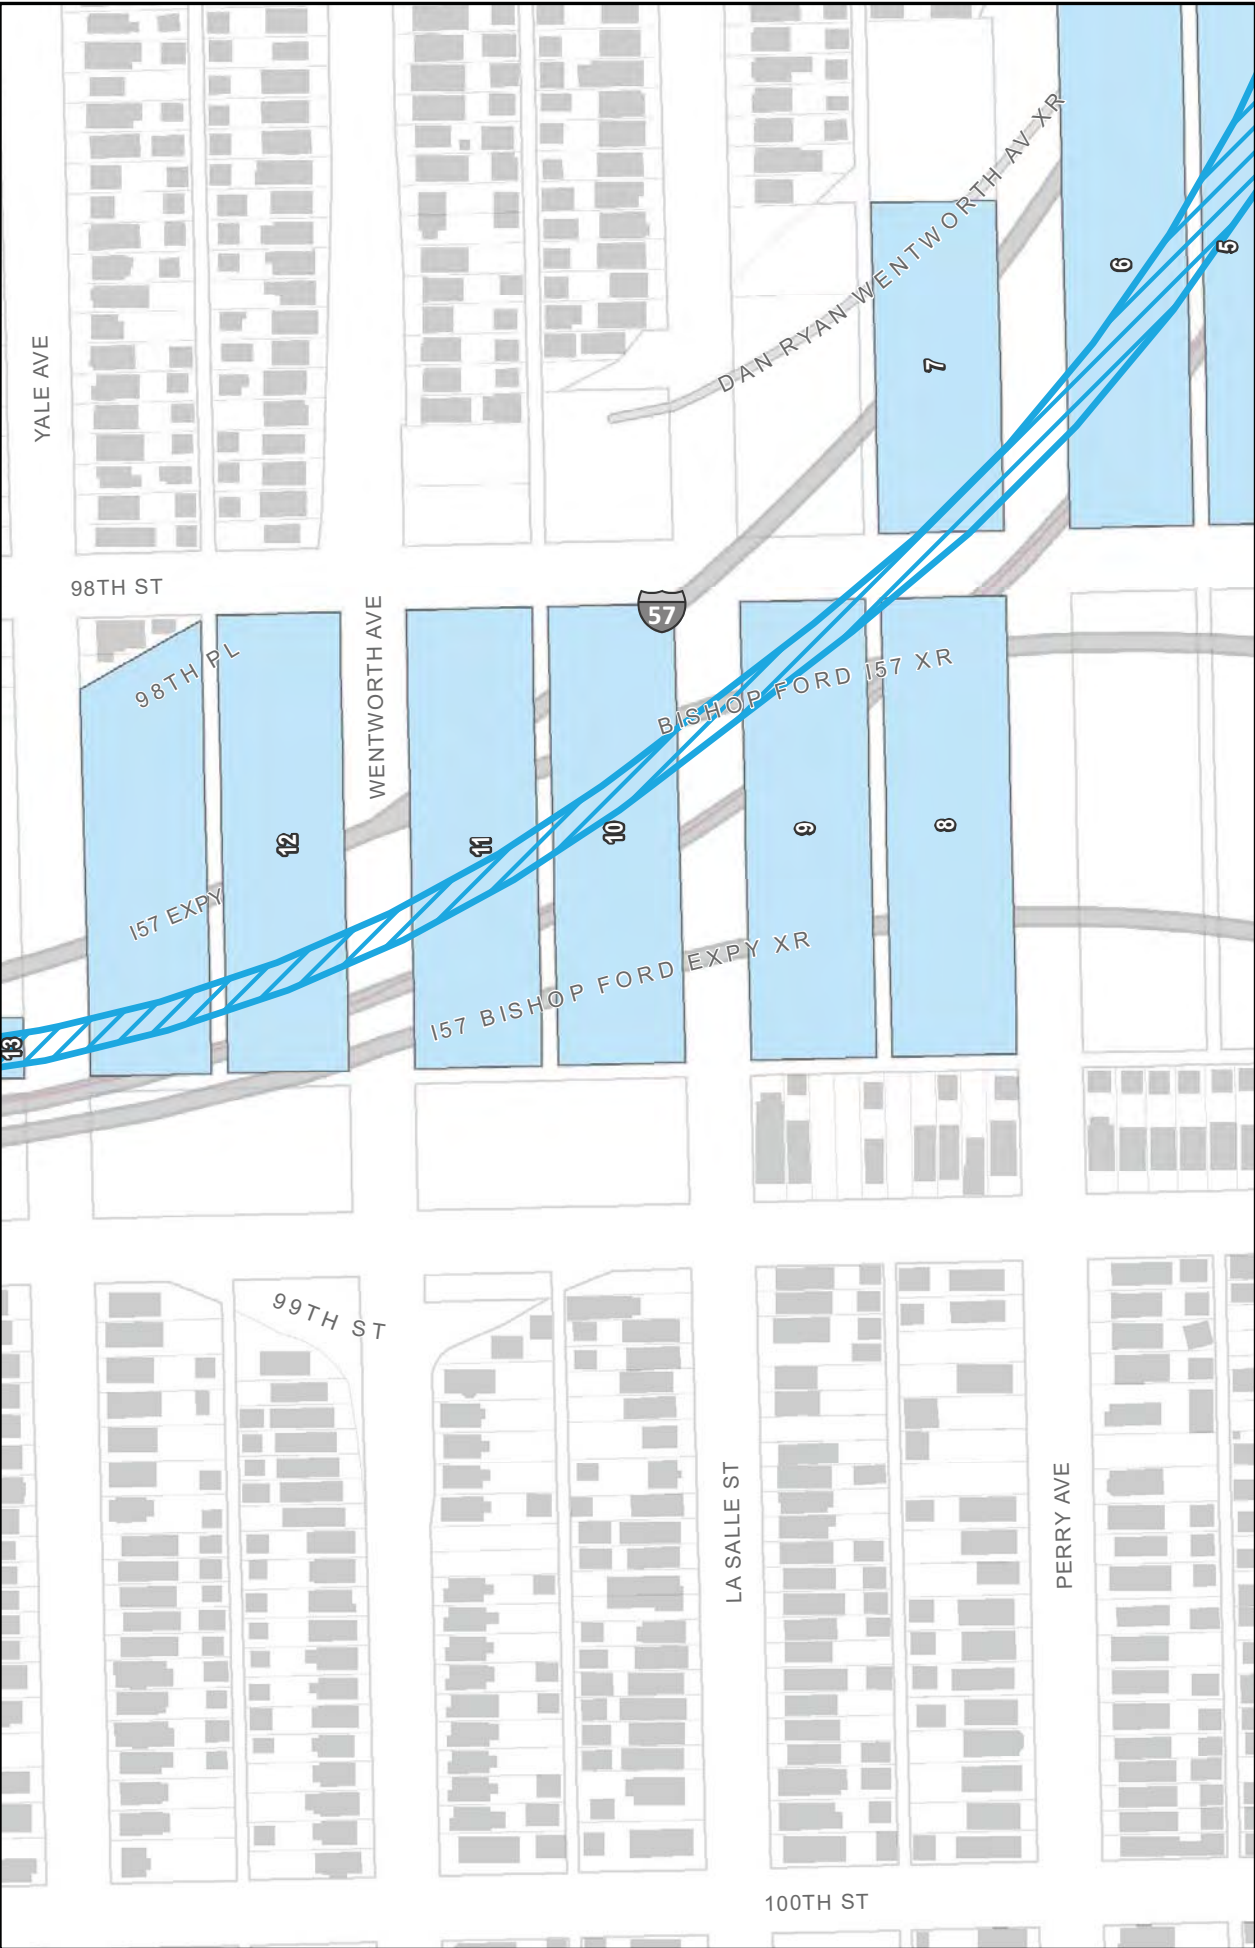 DAN RYAN WENTWORTH AV XR
6
5
7
YALE AVE
98TH ST
57
WENTWORTH AVE
98TH PL
BISHOP FORD I57 XR
12
11
10
9
8
I57 EXPY
I57 BISHOP FORD EXPY XR
13
99TH ST
LA SALLE ST
PERRY AVE
100TH ST